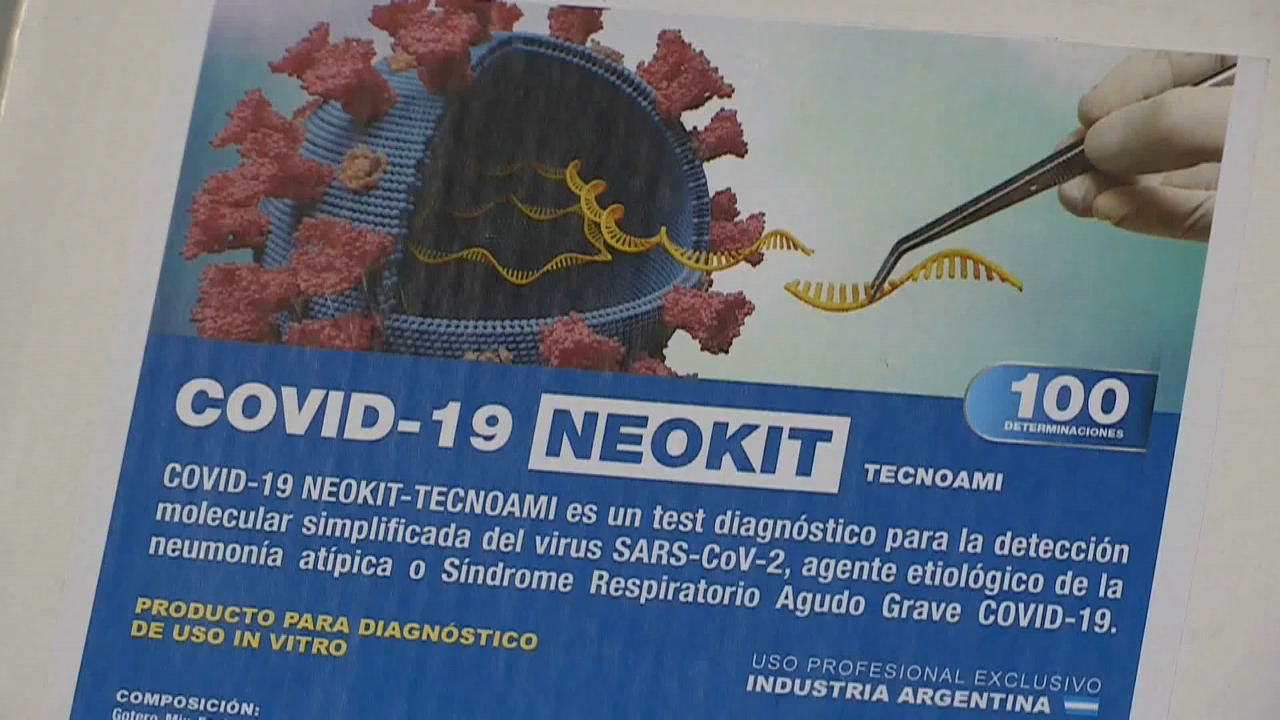 COVID-19 NEOKIT TECNOAMI
100
DETERMINACIONES
COVID-19 NEOKIT-TECNOAMI es un test diagnóstico para la detección
molecular simplificada del virus SARS-CoV-2, agente etiológico de la
neumonía atípica o Síndrome Respiratorio Agudo Grave COVID-19.
PRODUCTO PARA DIAGNÓSTICO
DE USO IN VITRO
USO PROFESIONAL EXCLUSIVO
INDUSTRIA ARGENTINA
COMPOSICIÓN: